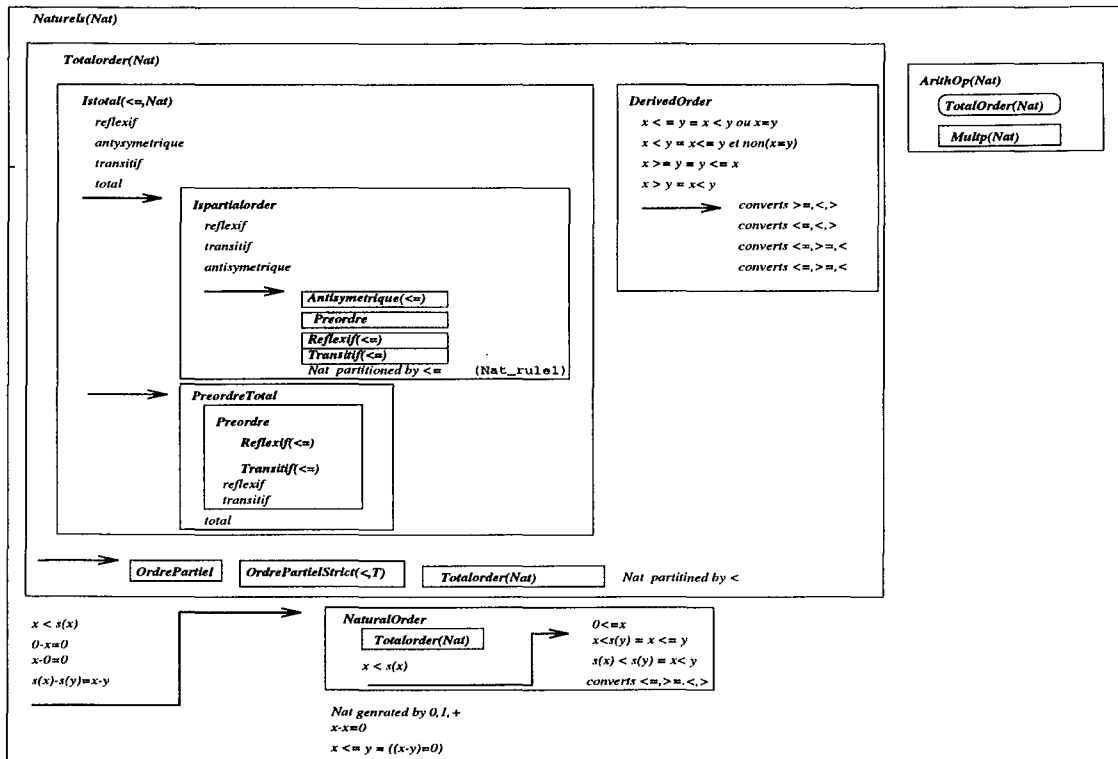 Naturels(Nat)
Totalorder(Nat)
Istotal(<=,Nat)
reflexif
antysymetrique
transitif
total
Ispartialorder
reflexif
transitif
antisymetrique
Antisymetrique(<=)
Preordre
Reflexif(<=)
Transitif(<=)
Nat partitioned by <= (Nat_rule1)
PreordreTotal
Preordre
Reflexif(<=)
Transitif(<=)
reflexif
transitif
total
DerivedOrder
x <= y = x < y ou x=y
x < y = x<= y et non(x=y)
x >= y = y <= x
x > y = x< y
converts >=,<,>
converts <=,<,>
converts <=,>=,<
converts <=,>=,<
ArithOp(Nat)
TotalOrder(Nat)
Multp(Nat)
OrdrePartiel
OrdrePartielStrict(<,T)
Totalorder(Nat)
Nat partitined by <
x < s(x)
0-x=0
x-0=0
s(x)-s(y)=x-y
NaturalOrder
Totalorder(Nat)
x < s(x)
0<=x
x<s(y) = x <= y
s(x) < s(y) = x< y
converts <=,>=.<,>
Nat genrated by 0,1,+
x-x=0
x <= y = ((x-y)=0)